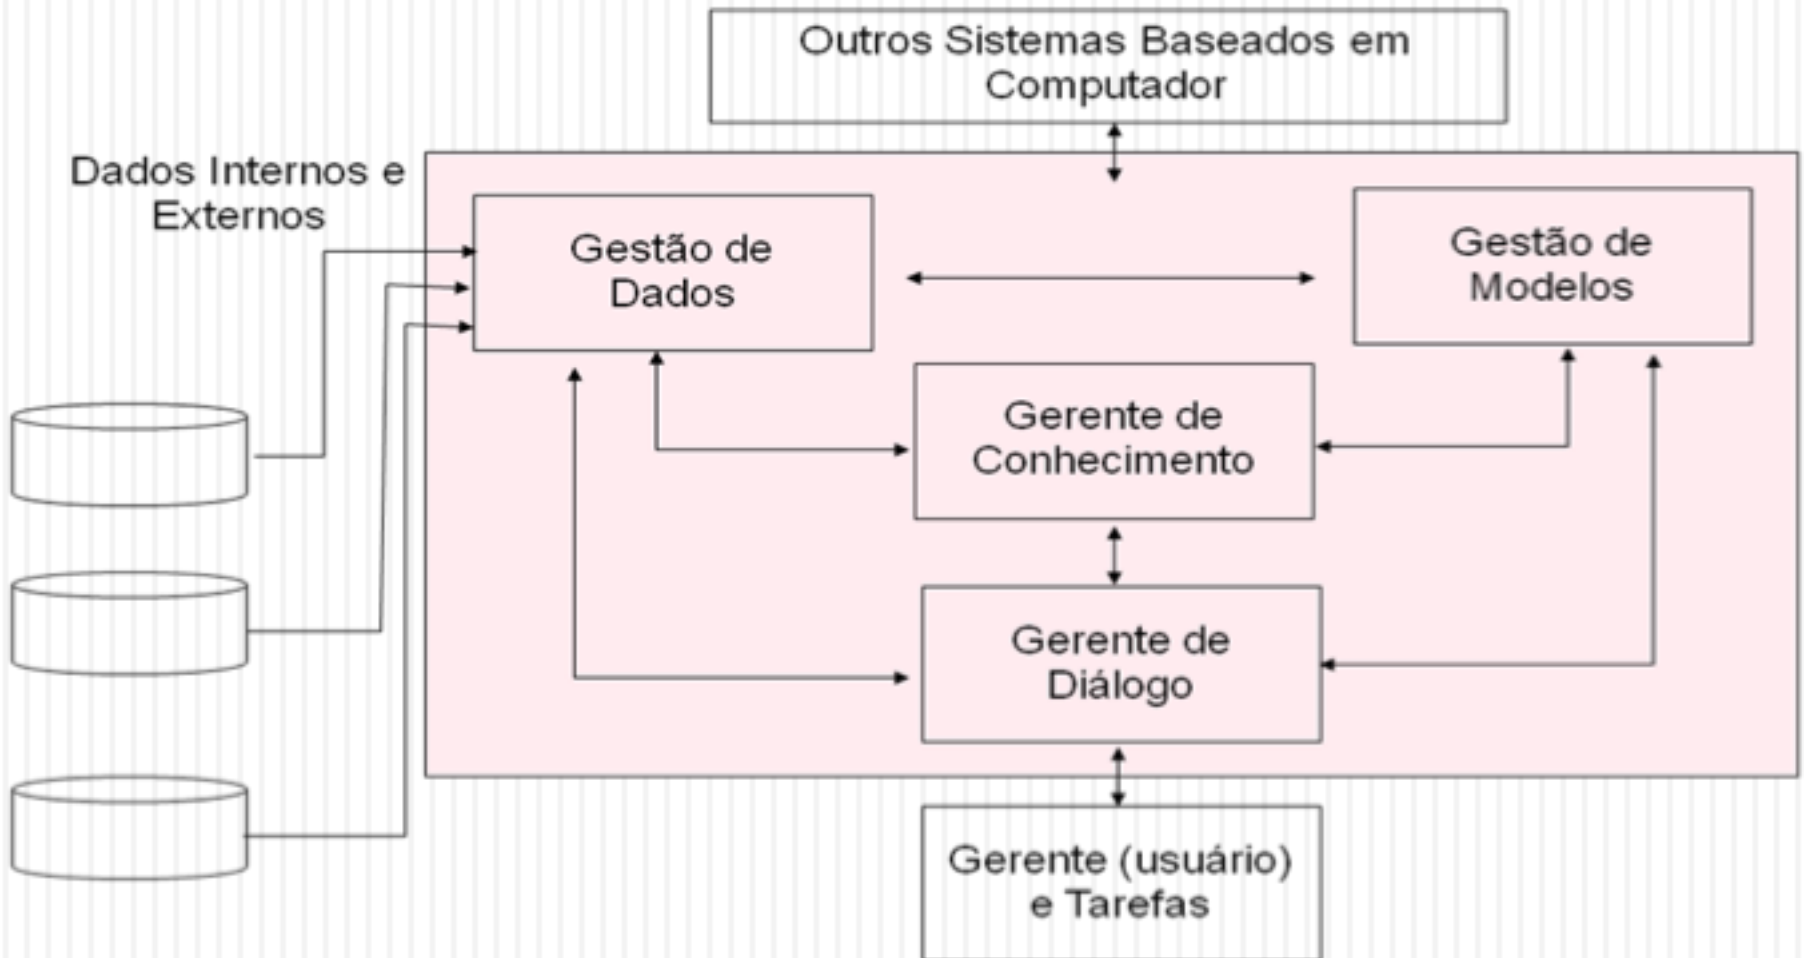 Outros Sistemas Baseados em
Computador
Dados Internos e
Externos
Gestão de
Dados
Gestão de
Modelos
Gerente de
Conhecimento
Gerente de
Diálogo
Gerente (usuário)
e Tarefas